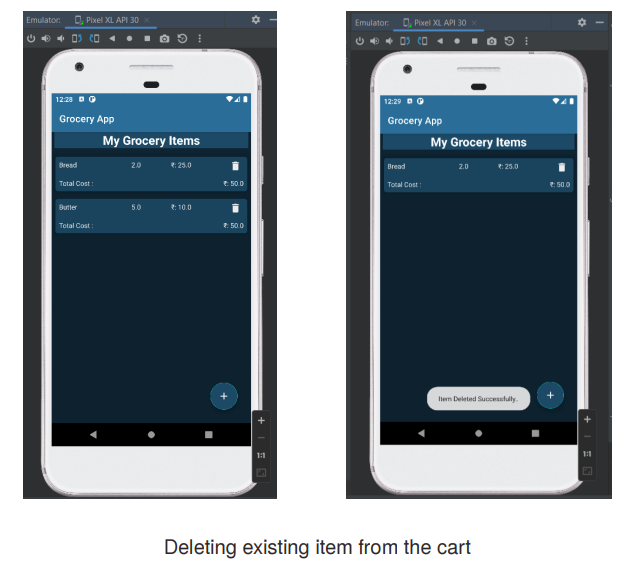 Emulator: Pixel XL API 30
12:28
Grocery App
My Grocery Items
Bread 2.0 ₹: 25.0
Total Cost : ₹: 50.0
Butter 5.0 ₹: 10.0
Total Cost : ₹: 50.0
+
+
−
1:1
Emulator: Pixel XL API 30
12:29
Grocery App
My Grocery Items
Bread 2.0 ₹: 25.0
Total Cost : ₹: 50.0
Item Deleted Successfully..
+
+
−
1:1
Deleting existing item from the cart